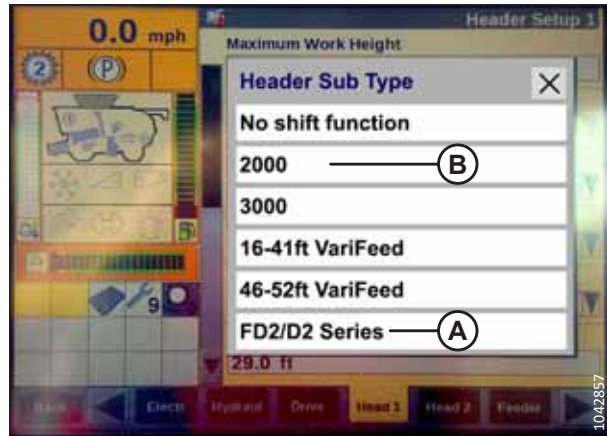 0.0 mph
Header Setup 1
2
P
Maximum Work Height
Header Sub Type
No shift function
2000
B
3000
16-41ft VariFeed
46-52ft VariFeed
9
FD2/D2 Series
A
29.0 ft
Back
Electr
Hydraul
Drive
Head 1
Head 2
Feeder
1042857